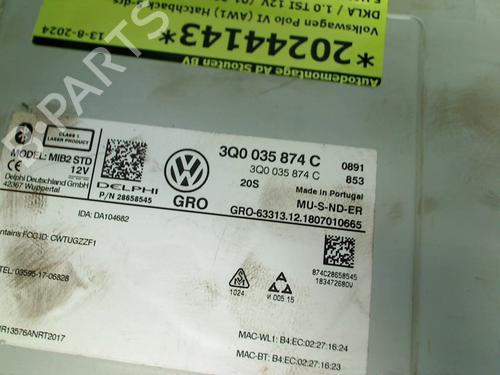 Autodemontage Ad Stouten BV
*20244143*
Volkswagen Polo VI (AW1) Hatchback
DKLA / 1.0 TSI 12V
13-8-2024
B PARTS
CLASS 1
LASER PRODUCT
MODEL: MIB2 STD
12V
Delphi Deutschland GmbH
42367 Wuppertal
DELPHI
P/N 28658545
GRO
3Q0 035 874 C
3Q0 035 874 C
20S
0891
853
Made in Portugal
MU-S-ND-ER
GRO-63313.12.1807010665
IDA: DA104682
ontains FCC ID: CWTUGZZF1
TU: 03595-17-05828
R13576ANRT2017
1024
И 005 15
874C28658545
183472680V
MAC-WL1: B4:EC:02:27:16:24
MAC-BT: B4:EC:02:27:16:23